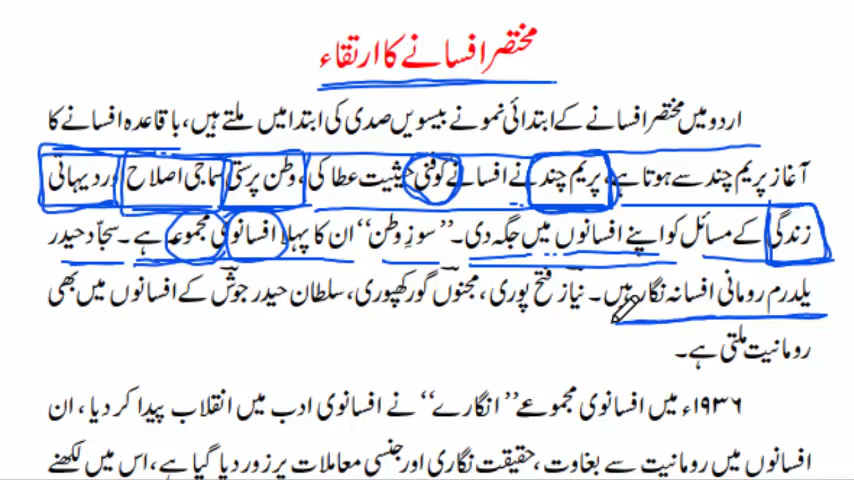 مختصر افسانے کا ارتقاء
اردو میں مختصر افسانے کے ابتدائی نمونے بیسویں صدی کی ابتدا میں ملتے ہیں، باقاعدہ افسانے کا
آغاز پریم چند سے ہوتا ہے، پریم چند نے افسانے کو فنی حیثیت عطا کی، وطن پرستی سماجی اصلاح اور دیہاتی
زندگی کے مسائل کو اپنے افسانوں میں جگہ دی۔ ”سوزِ وطن“ ان کا پہلا افسانوی مجموعہ ہے۔ سجّاد حیدر
یلدرم رومانی افسانہ نگار ہیں۔ نیاز فتح پوری، مجنوں گورکھپوری، سلطان حیدر جوش کے افسانوں میں بھی
رومانیت ملتی ہے۔
۱۹۳۶ء میں افسانوی مجموعے ”انگارے“ نے افسانوی ادب میں انقلاب پیدا کر دیا، ان
افسانوں میں رومانیت سے بغاوت، حقیقت نگاری اور جنسی معاملات پر زور دیا گیا ہے، اس میں لکھنے